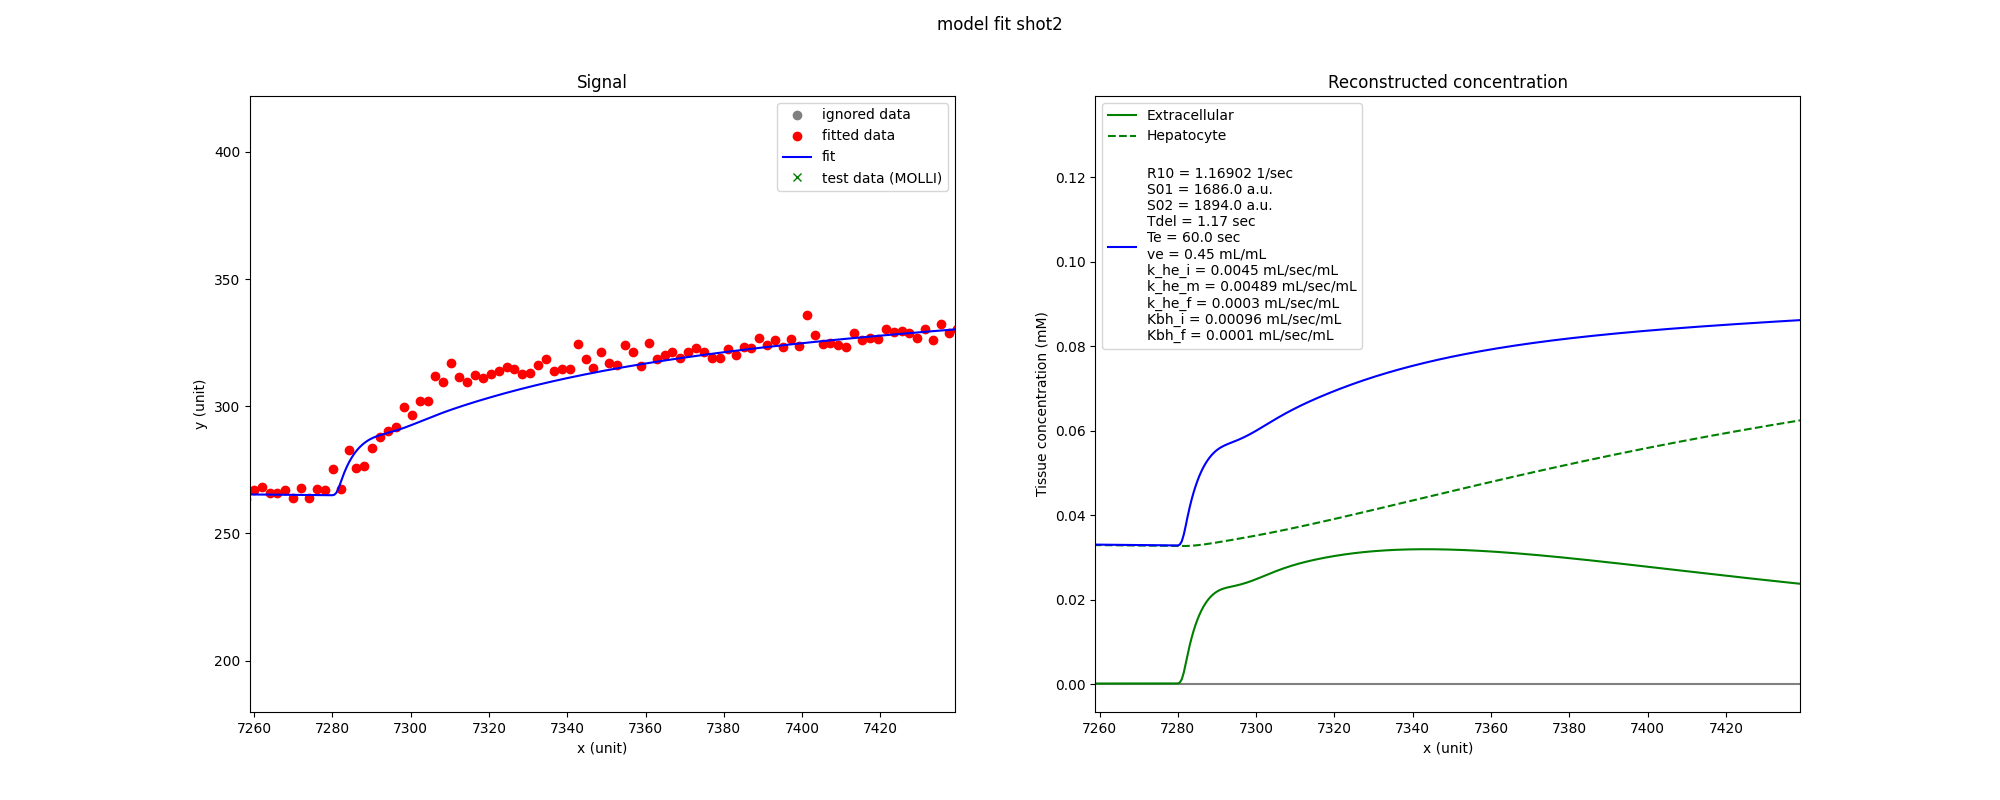 model fit shot2
Signal
ignored data
fitted data
fit
test data (MOLLI)
400
350
300
250
200
y (unit)
7260 7280 7300 7320 7340 7360 7380 7400 7420
x (unit)
Reconstructed concentration
Extracellular
Hepatocyte
R10 = 1.16902 1/sec
S01 = 1686.0 a.u.
S02 = 1894.0 a.u.
Tdel = 1.17 sec
Te = 60.0 sec
ve = 0.45 mL/mL
k_he_i = 0.0045 mL/sec/mL
k_he_m = 0.00489 mL/sec/mL
k_he_f = 0.0003 mL/sec/mL
Kbh_i = 0.00096 mL/sec/mL
Kbh_f = 0.0001 mL/sec/mL
0.12
0.10
0.08
0.06
0.04
0.02
0.00
Tissue concentration (mM)
7260 7280 7300 7320 7340 7360 7380 7400 7420
x (unit)